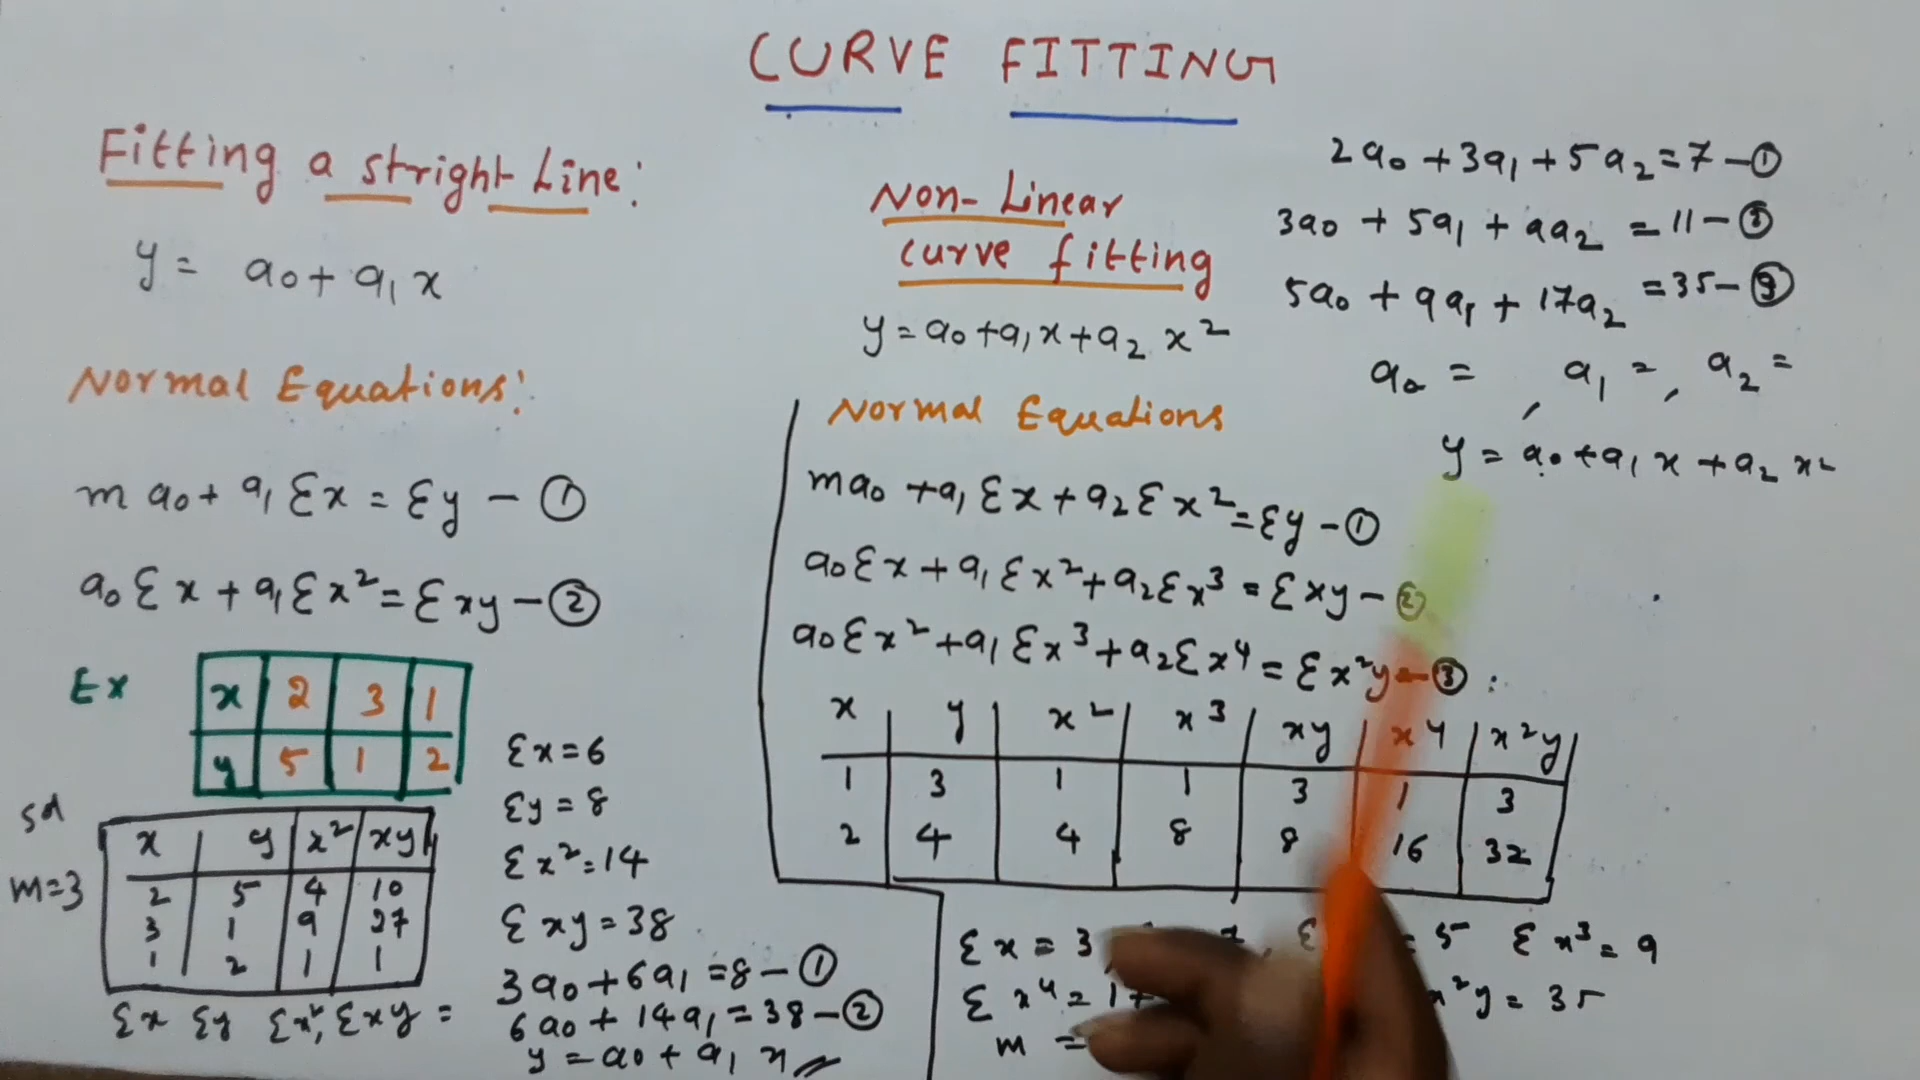 CURVE FITTING
Fitting a stright Line:
y = a0 + a1 x
Normal Equations:
m a0 + a1 Σx = Σy - ①
a0 Σx + a1 Σx² = Σxy - ②
Ex
x 2 3 1
y 5 1 2
m=3
x y x² xy
2 5 4 10
3 1 9 27
1 2 1 1
Σx Σy Σx², Σxy =
Σx = 6
Σy = 8
Σx² = 14
Σxy = 38
3a0 + 6a1 = 8 - ①
6a0 + 14a1 = 38 - ②
y = a0 + a1 x
Non-Linear
curve fitting
y = a0 + a1 x + a2 x²
Normal Equations
ma0 + a1 Σx + a2 Σx² = Σy - ①
a0 Σx + a1 Σx² + a2 Σx³ = Σxy - ②
a0 Σx² + a1 Σx³ + a2 Σx⁴ = Σx²y - ③
x y x² x³ xy x⁴ x²y
1 3 1 1 3 1 3
2 4 4 8 8 16 32
Σx = 3, = 5 Σx³ = 9
Σx⁴ = 17 x²y = 35
m =
2a0 + 3a1 + 5a2 = 7 - ①
3a0 + 5a1 + 9a2 = 11 - ②
5a0 + 9a1 + 17a2 = 35 - ③
a0 = , a1 = , a2 =
y = a0 + a1 x + a2 x²